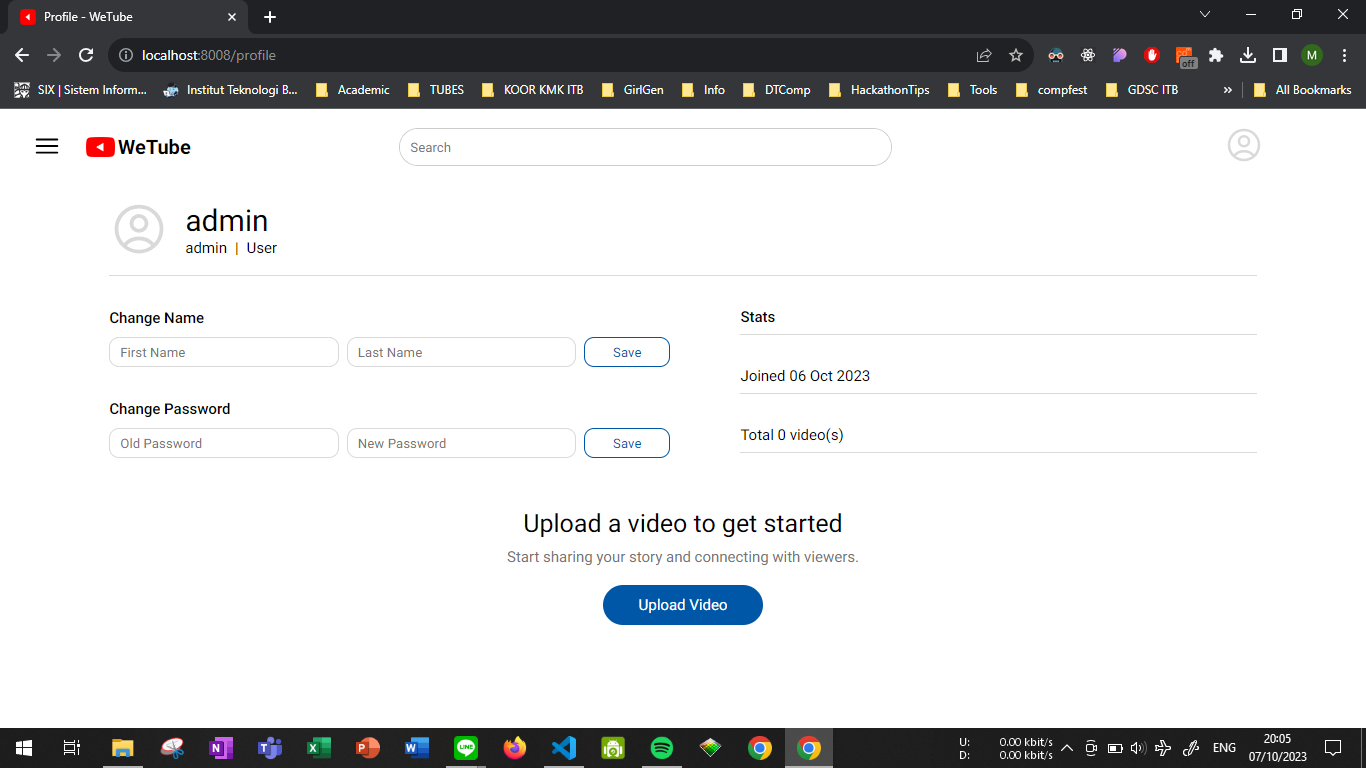 Profile - WeTube
localhost:8008/profile
off
M
SIX | Sistem Inform...
Institut Teknologi B...
Academic
TUBES
KOOR KMK ITB
GirlGen
Info
DTComp
HackathonTips
Tools
compfest
GDSC ITB
»
All Bookmarks
WeTube
Search
admin
admin | User
Change Name
First Name
Last Name
Save
Change Password
Old Password
New Password
Save
Stats
Joined 06 Oct 2023
Total 0 video(s)
Upload a video to get started
Start sharing your story and connecting with viewers.
Upload Video
U: 0.00 kbit/s
D: 0.00 kbit/s
ENG
20:05
07/10/2023